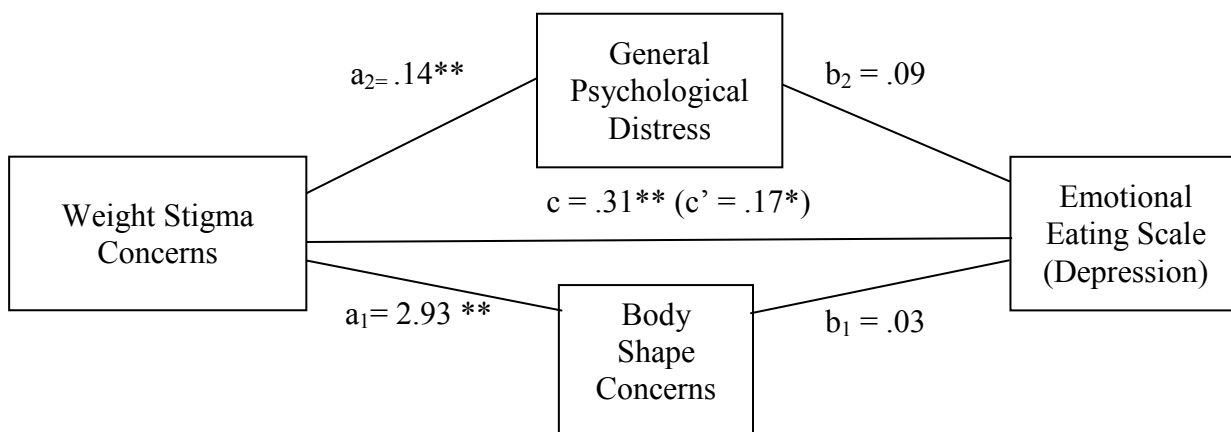 General
Psychological
Distress
a₂= .14**
b₂ = .09
Weight Stigma
Concerns
c = .31** (c’ = .17*)
Emotional
Eating Scale
(Depression)
a₁= 2.93 **
Body
Shape
Concerns
b₁ = .03